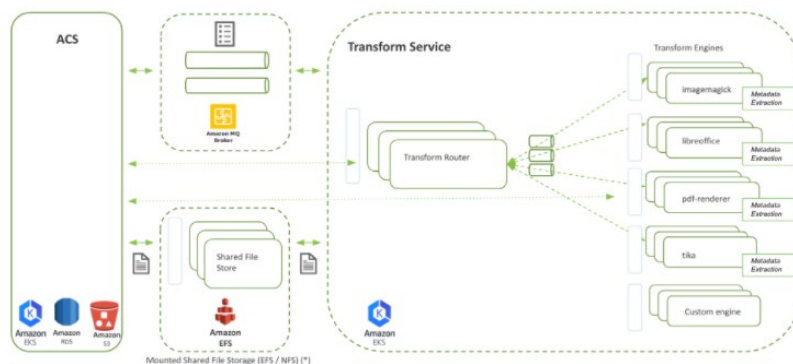 ACS
Amazon MQ
Broker
Transform Service
Transform Engines
imagemagick
Metadata
Extraction
libreoffice
Metadata
Extraction
Transform Router
pdf-renderer
Metadata
Extraction
tika
Metadata
Extraction
Shared File
Store
Custom engine
Amazon
EKS
Amazon
RDS
Amazon
S3
Amazon
EFS
Amazon
EKS
Mounted Shared File Storage (EFS / NFS) (*)